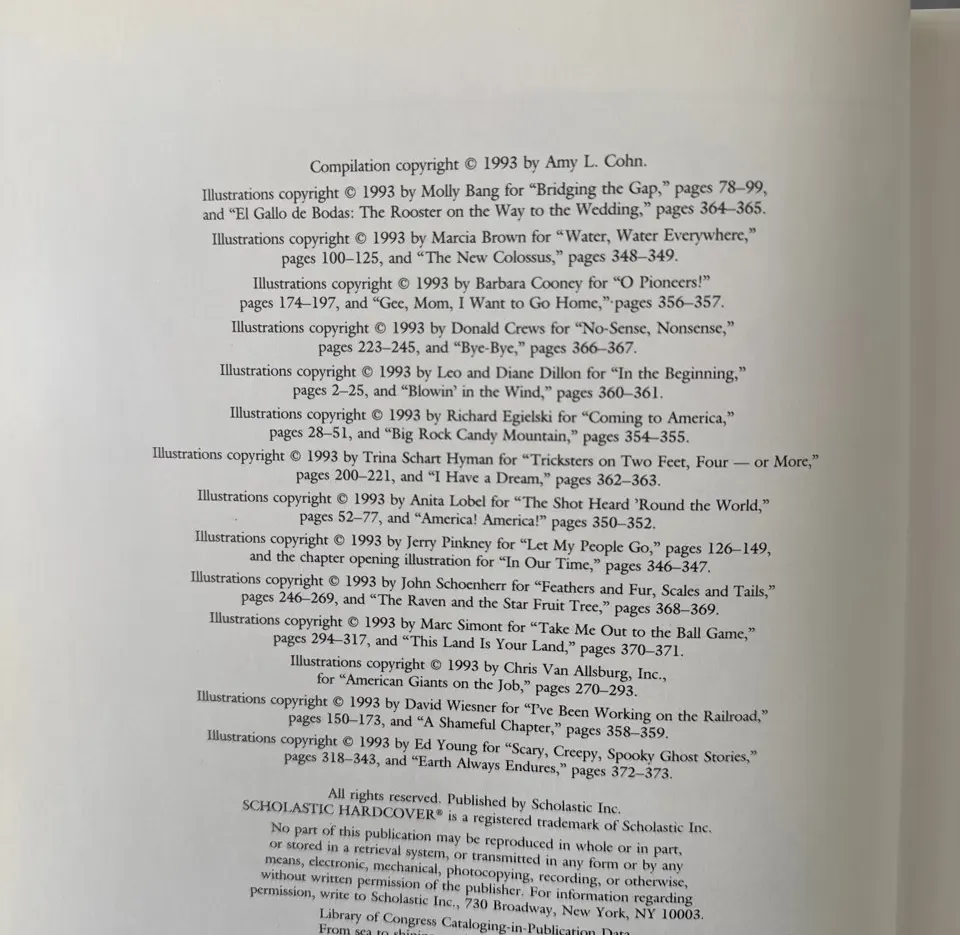 Compilation copyright © 1993 by Amy L. Cohn.
Illustrations copyright © 1993 by Molly Bang for “Bridging the Gap,” pages 78–99,
and “El Gallo de Bodas: The Rooster on the Way to the Wedding,” pages 364–365.
Illustrations copyright © 1993 by Marcia Brown for “Water, Water Everywhere,”
pages 100–125, and “The New Colossus,” pages 348–349.
Illustrations copyright © 1993 by Barbara Cooney for “O Pioneers!”
pages 174–197, and “Gee, Mom, I Want to Go Home,” pages 356–357.
Illustrations copyright © 1993 by Donald Crews for “No-Sense, Nonsense,”
pages 223–245, and “Bye-Bye,” pages 366–367.
Illustrations copyright © 1993 by Leo and Diane Dillon for “In the Beginning,”
pages 2–25, and “Blowin’ in the Wind,” pages 360–361.
Illustrations copyright © 1993 by Richard Egielski for “Coming to America,”
pages 28–51, and “Big Rock Candy Mountain,” pages 354–355.
Illustrations copyright © 1993 by Trina Schart Hyman for “Tricksters on Two Feet, Four — or More,”
pages 200–221, and “I Have a Dream,” pages 362–363.
Illustrations copyright © 1993 by Anita Lobel for “The Shot Heard ’Round the World,”
pages 52–77, and “America! America!” pages 350–352.
Illustrations copyright © 1993 by Jerry Pinkney for “Let My People Go,” pages 126–149,
and the chapter opening illustration for “In Our Time,” pages 346–347.
Illustrations copyright © 1993 by John Schoenherr for “Feathers and Fur, Scales and Tails,”
pages 246–269, and “The Raven and the Star Fruit Tree,” pages 368–369.
Illustrations copyright © 1993 by Marc Simont for “Take Me Out to the Ball Game,”
pages 294–317, and “This Land Is Your Land,” pages 370–371.
Illustrations copyright © 1993 by Chris Van Allsburg, Inc.,
for “American Giants on the Job,” pages 270–293.
Illustrations copyright © 1993 by David Wiesner for “I’ve Been Working on the Railroad,”
pages 150–173, and “A Shameful Chapter,” pages 358–359.
Illustrations copyright © 1993 by Ed Young for “Scary, Creepy, Spooky Ghost Stories,”
pages 318–343, and “Earth Always Endures,” pages 372–373.
All rights reserved. Published by Scholastic Inc.
SCHOLASTIC HARDCOVER® is a registered trademark of Scholastic Inc.
No part of this publication may be reproduced in whole or in part,
or stored in a retrieval system, or transmitted in any form or by any
means, electronic, mechanical, photocopying, recording, or otherwise,
without written permission of the publisher. For information regarding
permission, write to Scholastic Inc., 730 Broadway, New York, NY 10003.
Library of Congress Cataloging-in-Publication Data
From sea to